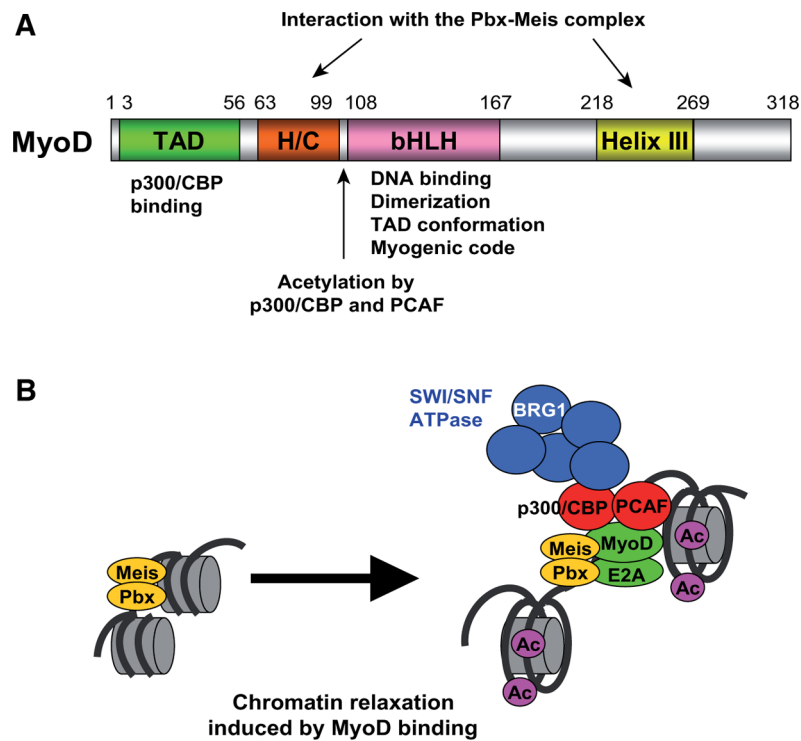 A
Interaction with the Pbx-Meis complex
1 3 56 63 99 108 167 218 269 318
MyoD TAD H/C bHLH Helix III
p300/CBP
binding
DNA binding
Dimerization
TAD conformation
Myogenic code
Acetylation by
p300/CBP and PCAF
B
SWI/SNF
ATPase
BRG1
p300/CBP PCAF
Meis MyoD
Pbx E2A
Ac
Ac
Ac
Ac
Meis
Pbx
Chromatin relaxation
induced by MyoD binding